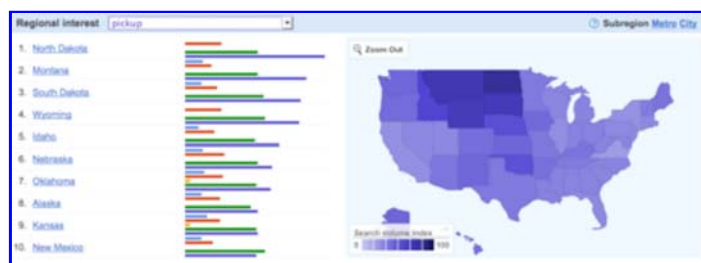 Regional interest pickup Subregion Metro City
1. North Dakota
2. Montana
3. South Dakota
4. Wyoming
5. Idaho
6. Nebraska
7. Oklahoma
8. Alaska
9. Kansas
10. New Mexico
Zoom Out
Search volume index
0 100